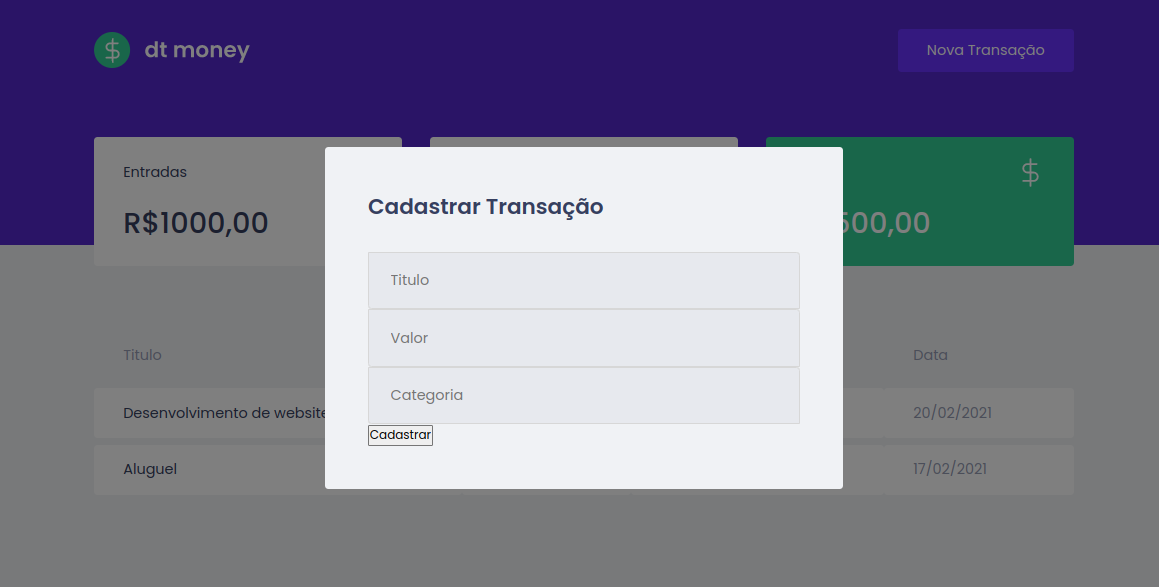 dt money
Nova Transação
Entradas
R$1000,00
500,00
Cadastrar Transação
Titulo
Valor
Categoria
Cadastrar
Titulo
Data
Desenvolvimento de website
20/02/2021
Aluguel
17/02/2021